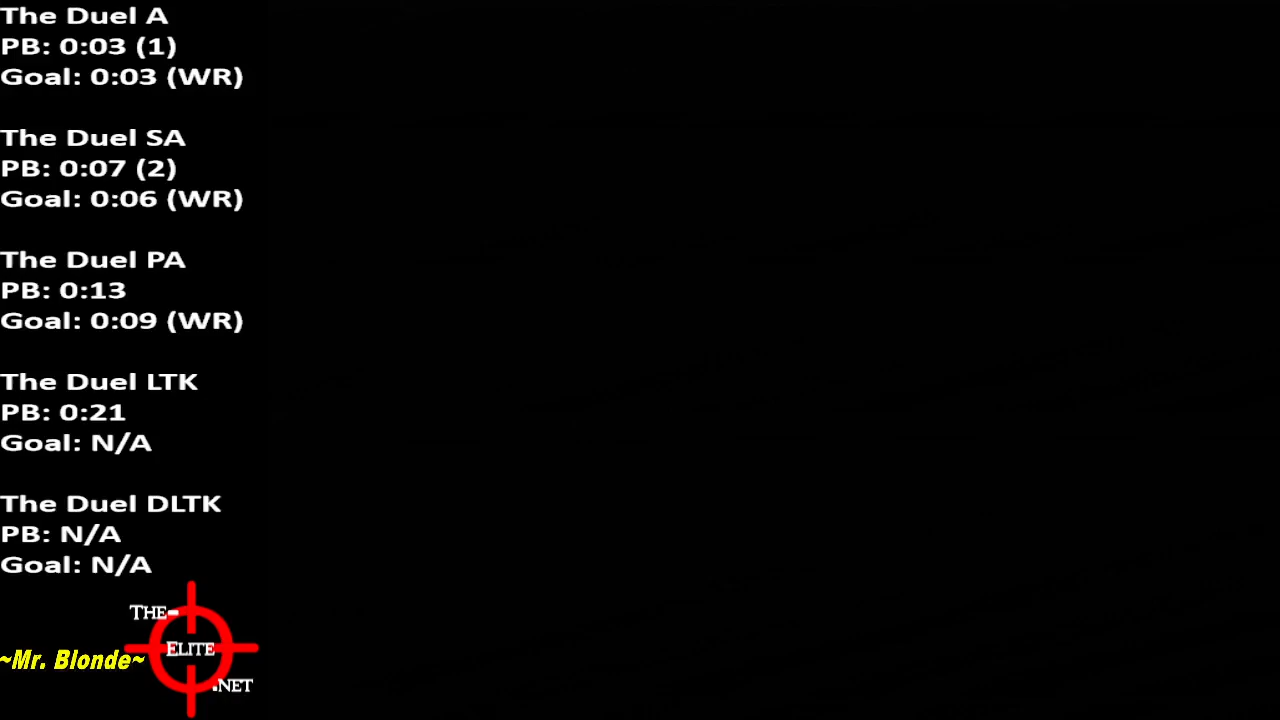 The Duel A
PB: 0:03 (1)
Goal: 0:03 (WR)
The Duel SA
PB: 0:07 (2)
Goal: 0:06 (WR)
The Duel PA
PB: 0:13
Goal: 0:09 (WR)
The Duel LTK
PB: 0:21
Goal: N/A
The Duel DLTK
PB: N/A
Goal: N/A
THE-
ELITE
~Mr. Blonde~
.NET